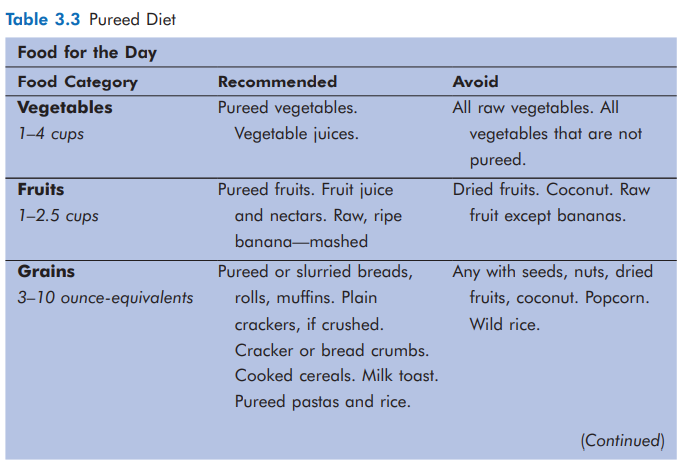 Table 3.3 Pureed Diet
Food for the Day
Food Category Recommended Avoid
Vegetables Pureed vegetables. All raw vegetables. All
1–4 cups Vegetable juices. vegetables that are not
pureed.
Fruits Pureed fruits. Fruit juice Dried fruits. Coconut. Raw
1–2.5 cups and nectars. Raw, ripe fruit except bananas.
banana—mashed
Grains Pureed or slurried breads, Any with seeds, nuts, dried
3–10 ounce-equivalents rolls, muffins. Plain fruits, coconut. Popcorn.
crackers, if crushed. Wild rice.
Cracker or bread crumbs.
Cooked cereals. Milk toast.
Pureed pastas and rice.
(Continued)